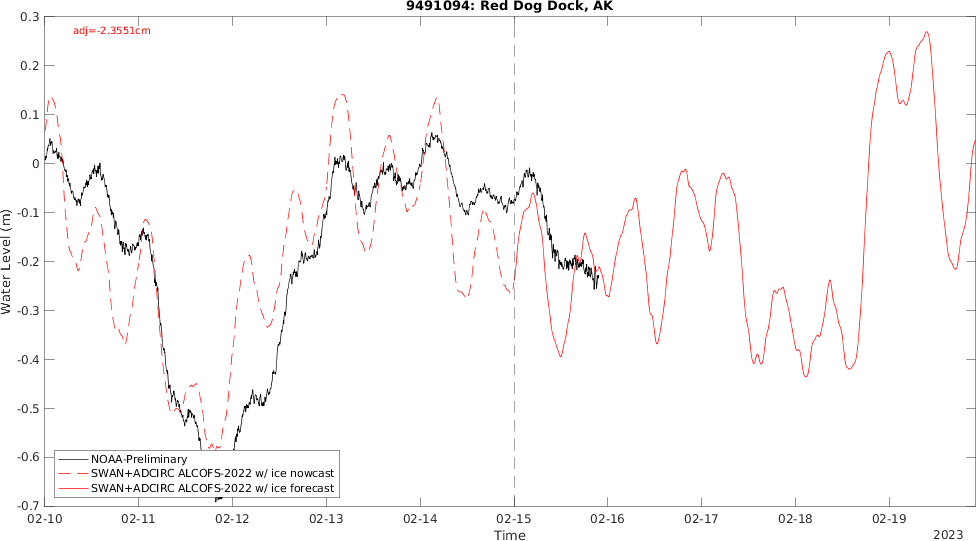 9491094: Red Dog Dock, AK
adj=-2.3551cm
0.3
0.2
0.1
0
-0.1
-0.2
-0.3
-0.4
-0.5
-0.6
-0.7
Water Level (m)
NOAA-Preliminary
SWAN+ADCIRC ALCOFS-2022 w/ ice nowcast
SWAN+ADCIRC ALCOFS-2022 w/ ice forecast
02-10 02-11 02-12 02-13 02-14 02-15 02-16 02-17 02-18 02-19
Time
2023